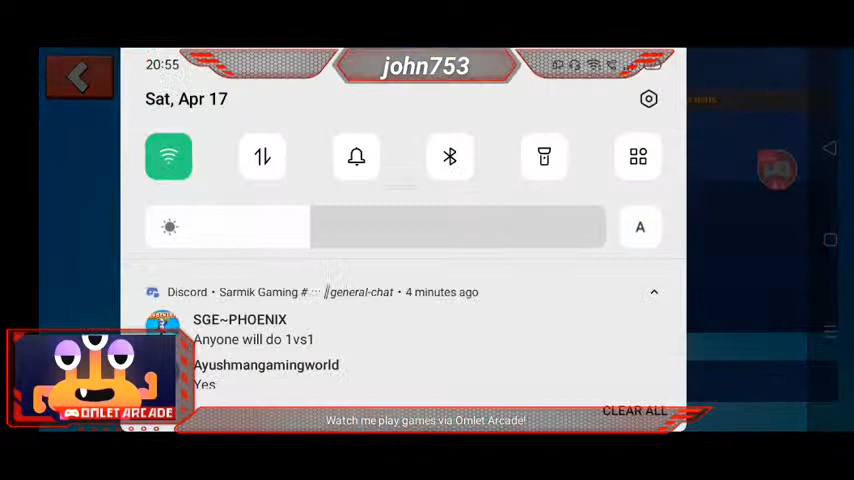 20:55
john753
Sat, Apr 17
A
Discord • Sarmik Gaming # general-chat • 4 minutes ago
SGE~PHOENIX
Anyone will do 1vs1
Ayushmangamingworld
Yes
OMLET ARCADE
CLEAR ALL
Watch me play games via Omlet Arcade!